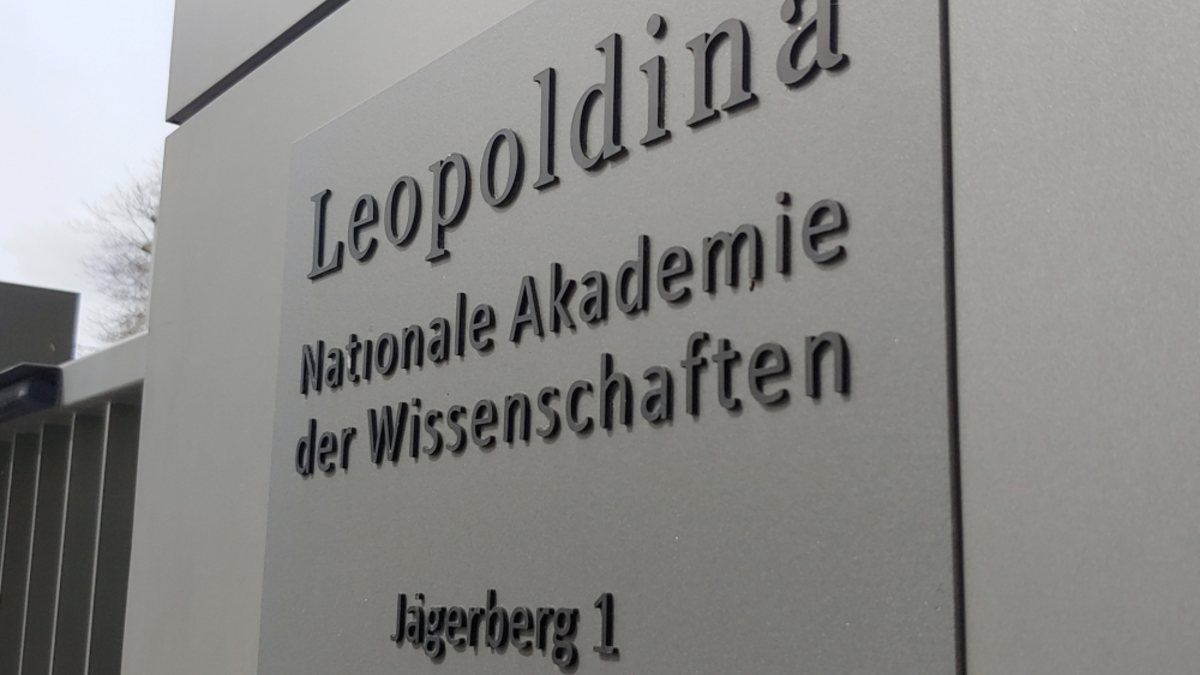 Leopoldina
Nationale Akademie
der Wissenschaften
Jägerberg 1